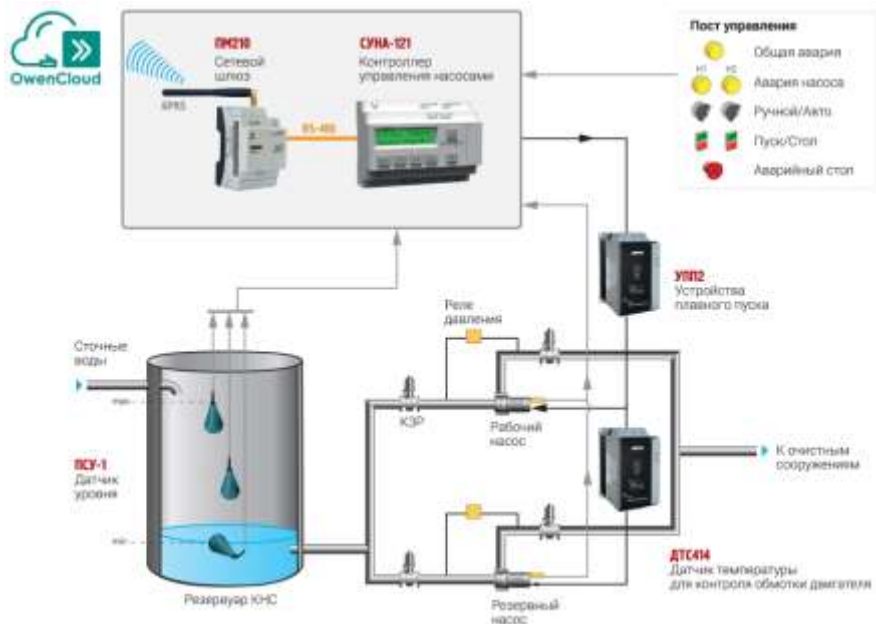 OwenCloud
ПМ210
Сетевой
шлюз
GPRS
RS-485
СУНА-121
Контроллер
управления насосами
Пост управления
Общая авария
Н1 Н2
Авария насоса
Ручной/Авто
Пуск/Стоп
Аварийный стоп
УПП2
Устройства
плавного пуска
Реле
давления
Сточные
воды
max
КЗР
Рабочий
насос
ПСУ-1
Датчик
уровня
К очистным
сооружениям
min
ДТС414
Датчик температуры
для контроля обмотки двигателя
Резервуар КНС
Резервный
насос